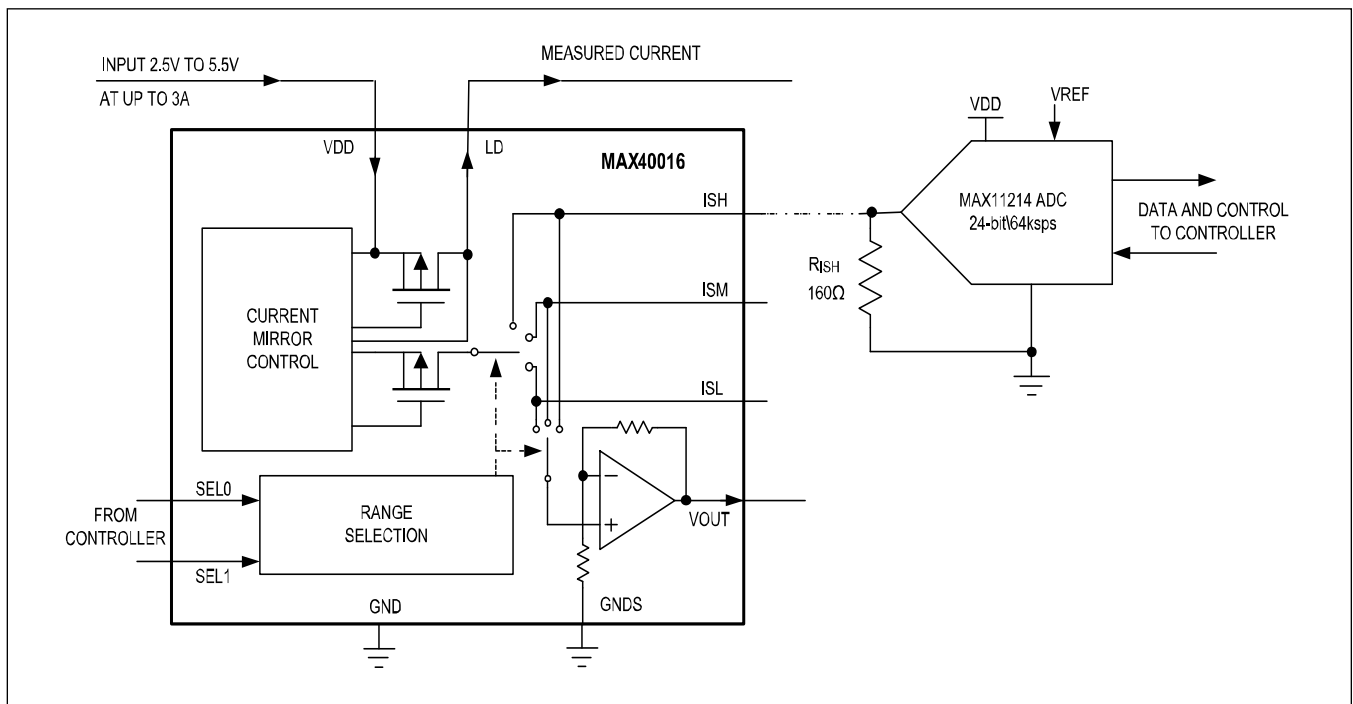 INPUT 2.5V TO 5.5V
AT UP TO 3A
MEASURED CURRENT
VDD
LD
MAX40016
ISH
ISM
ISL
CURRENT
MIRROR
CONTROL
SEL0
FROM
CONTROLLER
SEL1
RANGE
SELECTION
−
+
VOUT
GND
GNDS
VDD
VREF
MAX11214 ADC
24-bit\64ksps
DATA AND CONTROL
TO CONTROLLER
RISH
160Ω